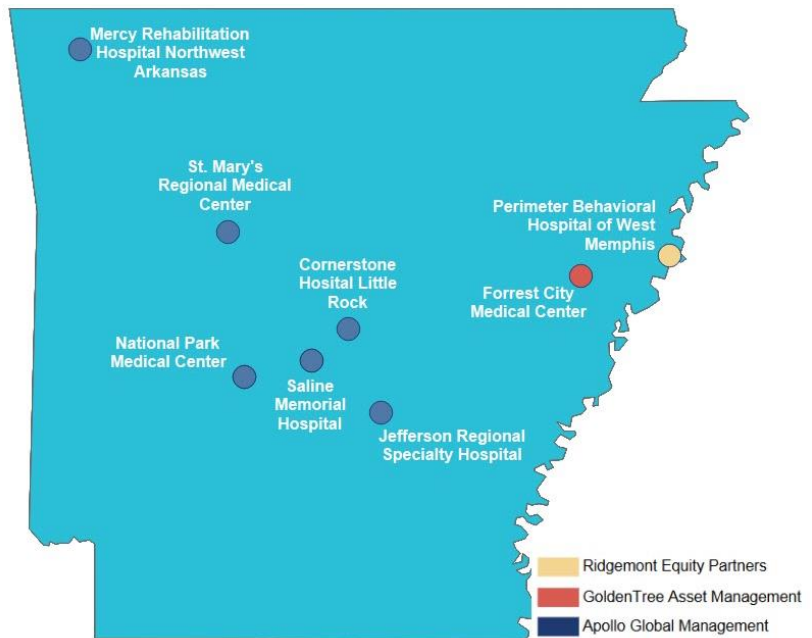 Mercy Rehabilitation
Hospital Northwest
Arkansas
St. Mary's
Regional Medical
Center
Perimeter Behavioral
Hospital of West
Memphis
Cornerstone
Hosital Little
Rock
Forrest City
Medical Center
National Park
Medical Center
Saline
Memorial
Hospital
Jefferson Regional
Specialty Hospital
Ridgemont Equity Partners
GoldenTree Asset Management
Apollo Global Management